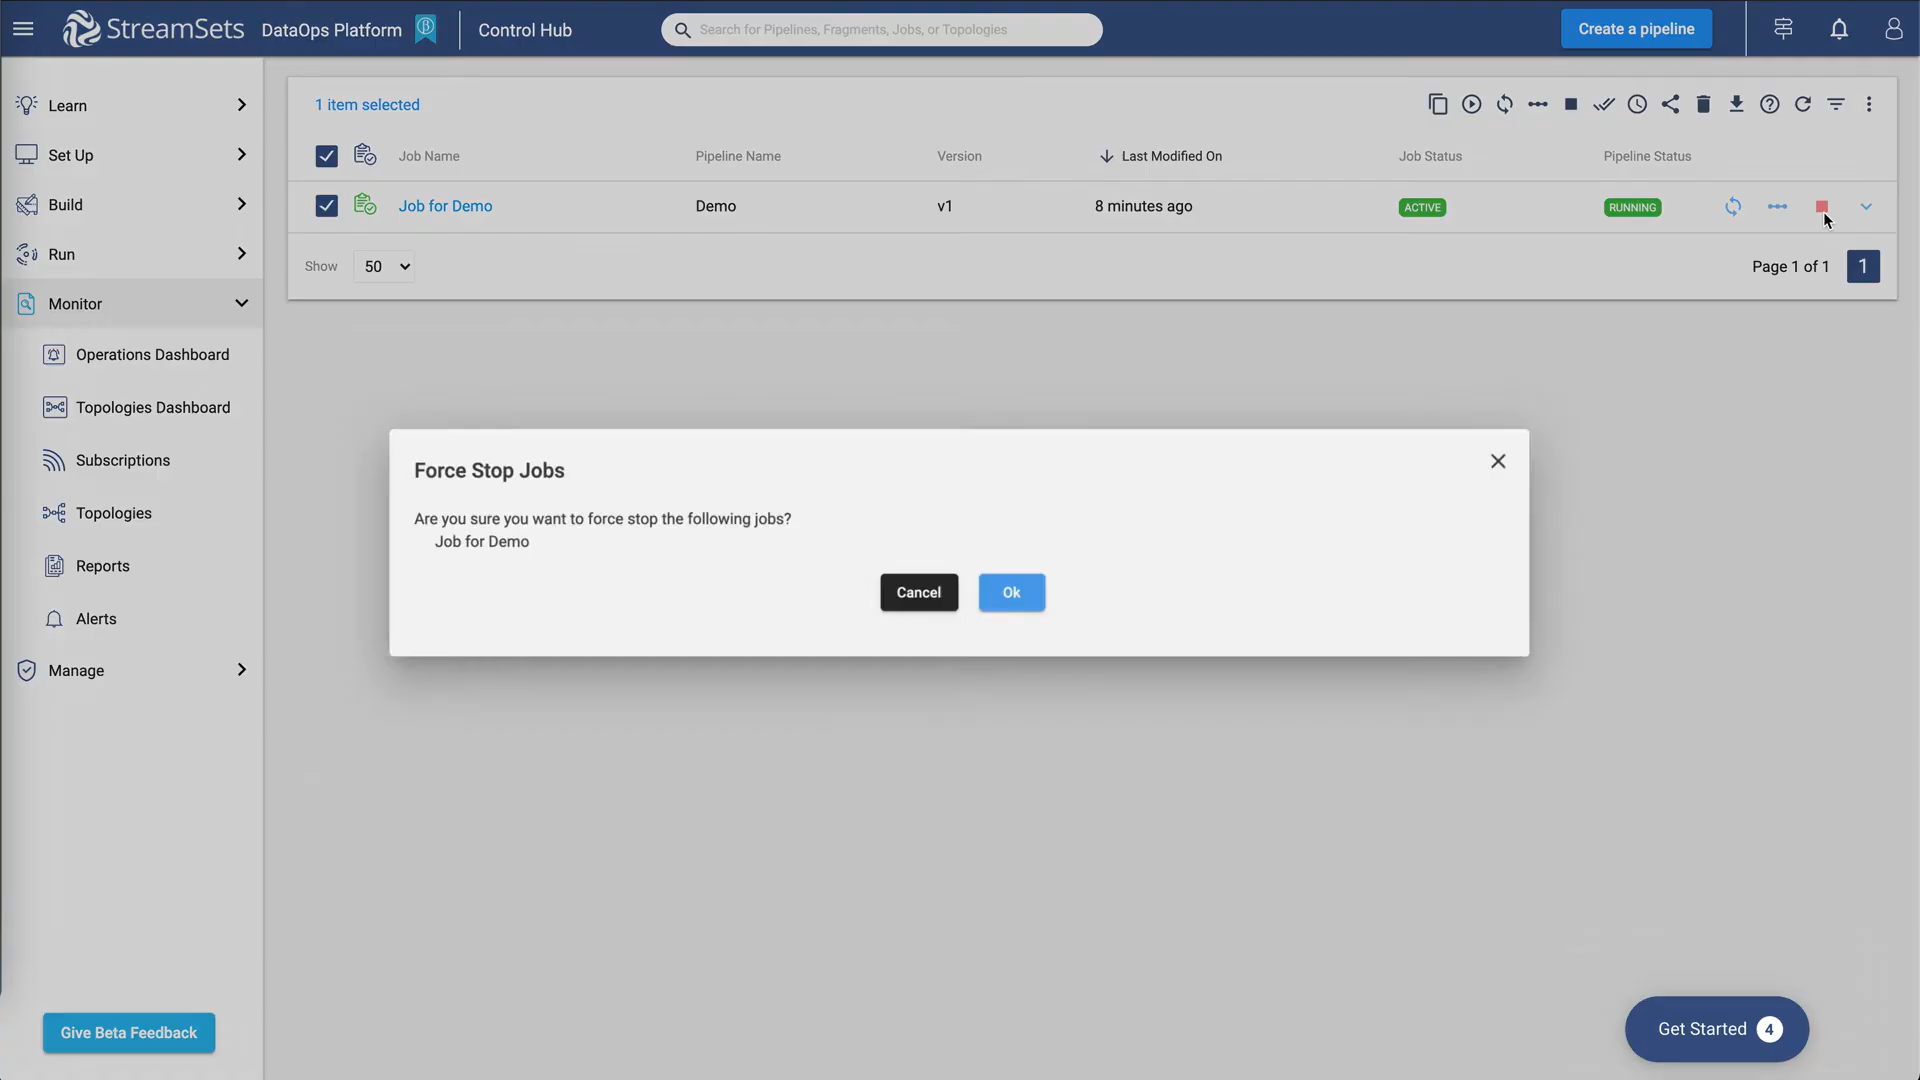 StreamSets DataOps Platform β Control Hub
Search for Pipelines, Fragments, Jobs, or Topologies
Create a pipeline
Learn
Set Up
Build
Run
Monitor
Operations Dashboard
Topologies Dashboard
Subscriptions
Topologies
Reports
Alerts
Manage
Give Beta Feedback
1 item selected
Job Name Pipeline Name Version Last Modified On Job Status Pipeline Status
Job for Demo Demo v1 8 minutes ago ACTIVE RUNNING
Show 50 Page 1 of 1 1
Force Stop Jobs
Are you sure you want to force stop the following jobs?
Job for Demo
Cancel Ok
Get Started 4